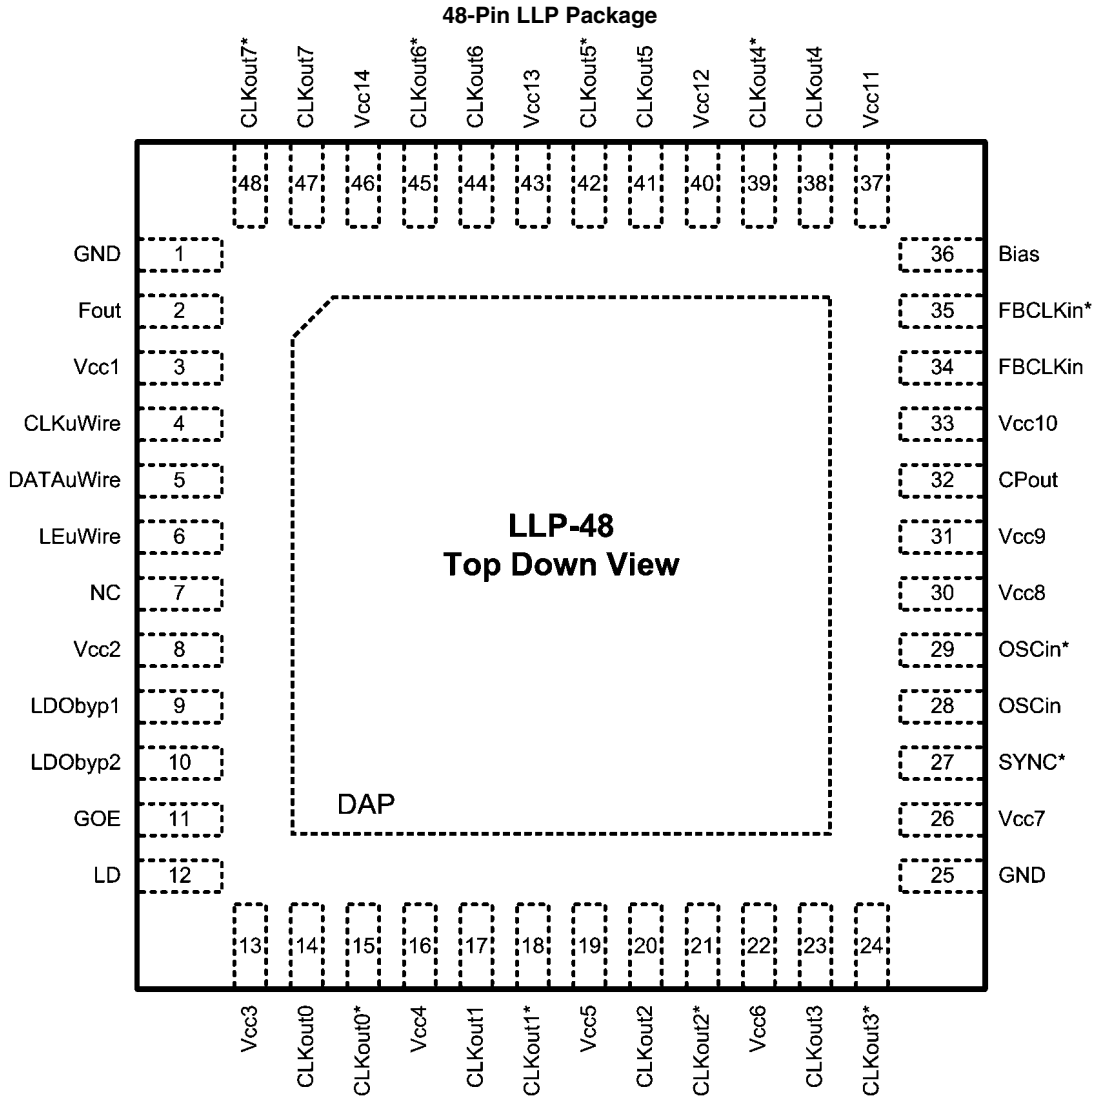 48-Pin LLP Package
CLKout7*
CLKout7
Vcc14
CLKout6*
CLKout6
Vcc13
CLKout5*
CLKout5
Vcc12
CLKout4*
CLKout4
Vcc11
48
47
46
45
44
43
42
41
40
39
38
37
GND 1
36 Bias
Fout 2
35 FBCLKin*
Vcc1 3
34 FBCLKin
CLKuWire 4
33 Vcc10
DATAuWire 5
32 CPout
LEuWire 6
31 Vcc9
NC 7
30 Vcc8
Vcc2 8
29 OSCin*
LDObyp1 9
28 OSCin
LDObyp2 10
27 SYNC*
GOE 11
26 Vcc7
LD 12
25 GND
LLP-48
Top Down View
DAP
13
14
15
16
17
18
19
20
21
22
23
24
Vcc3
CLKout0
CLKout0*
Vcc4
CLKout1
CLKout1*
Vcc5
CLKout2
CLKout2*
Vcc6
CLKout3
CLKout3*